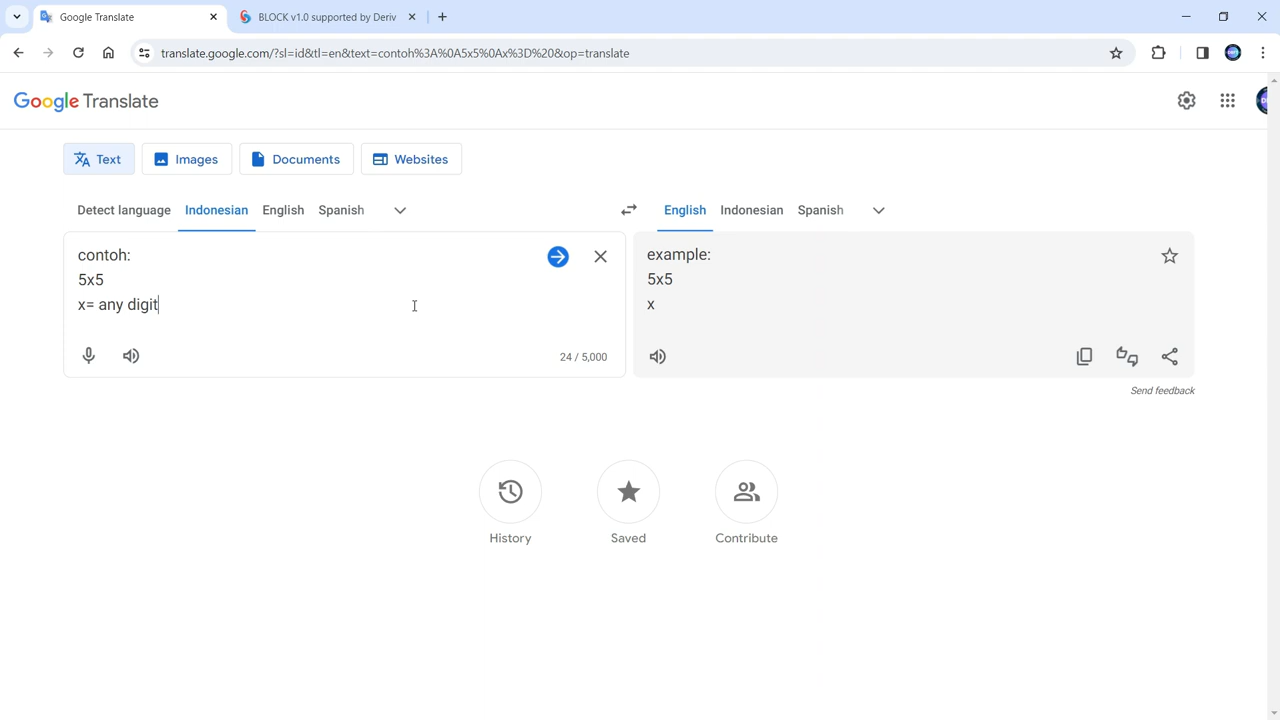 Google Translate
BLOCK v1.0 supported by Deriv
translate.google.com/?sl=id&tl=en&text=contoh%3A%0A5x5%0Ax%3D%20&op=translate
Google Translate
Text
Images
Documents
Websites
Detect language
Indonesian
English
Spanish
English
Indonesian
Spanish
contoh:
5x5
x= any digit
24 / 5,000
example:
5x5
x
Send feedback
History
Saved
Contribute